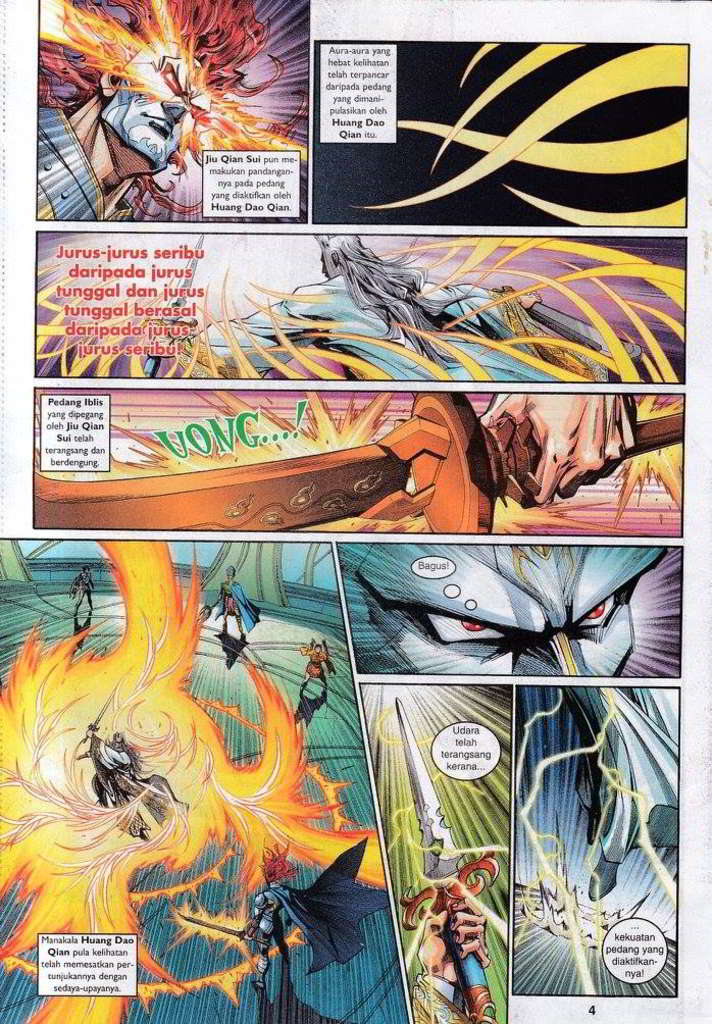 Jiu Qian Sui pun me-
makukan pandangan-
nya pada pedang
yang diaktifkan oleh
Huang Dao Qian.
Aura-aura yang
hebat kelihatan
telah terpancar
daripada pedang
yang dimani-
pulasikan oleh
Huang Dao
Qian itu.
Jurus-jurus seribu
daripada jurus
tunggal dan jurus
tunggal berasal
daripada jurus-
jurus seribu!
Pedang Iblis
yang dipegang
oleh Jiu Qian
Sui telah
terangsang dan
berdengung.
UONG....!
Manakala Huang Dao
Qian pula kelihatan
telah memesatkan per-
tunjukannya dengan
sedaya-upayanya.
Bagus!
Udara
telah
terangsang
kerana...
...
kekuatan
pedang yang
diaktifkan-
nya!
4